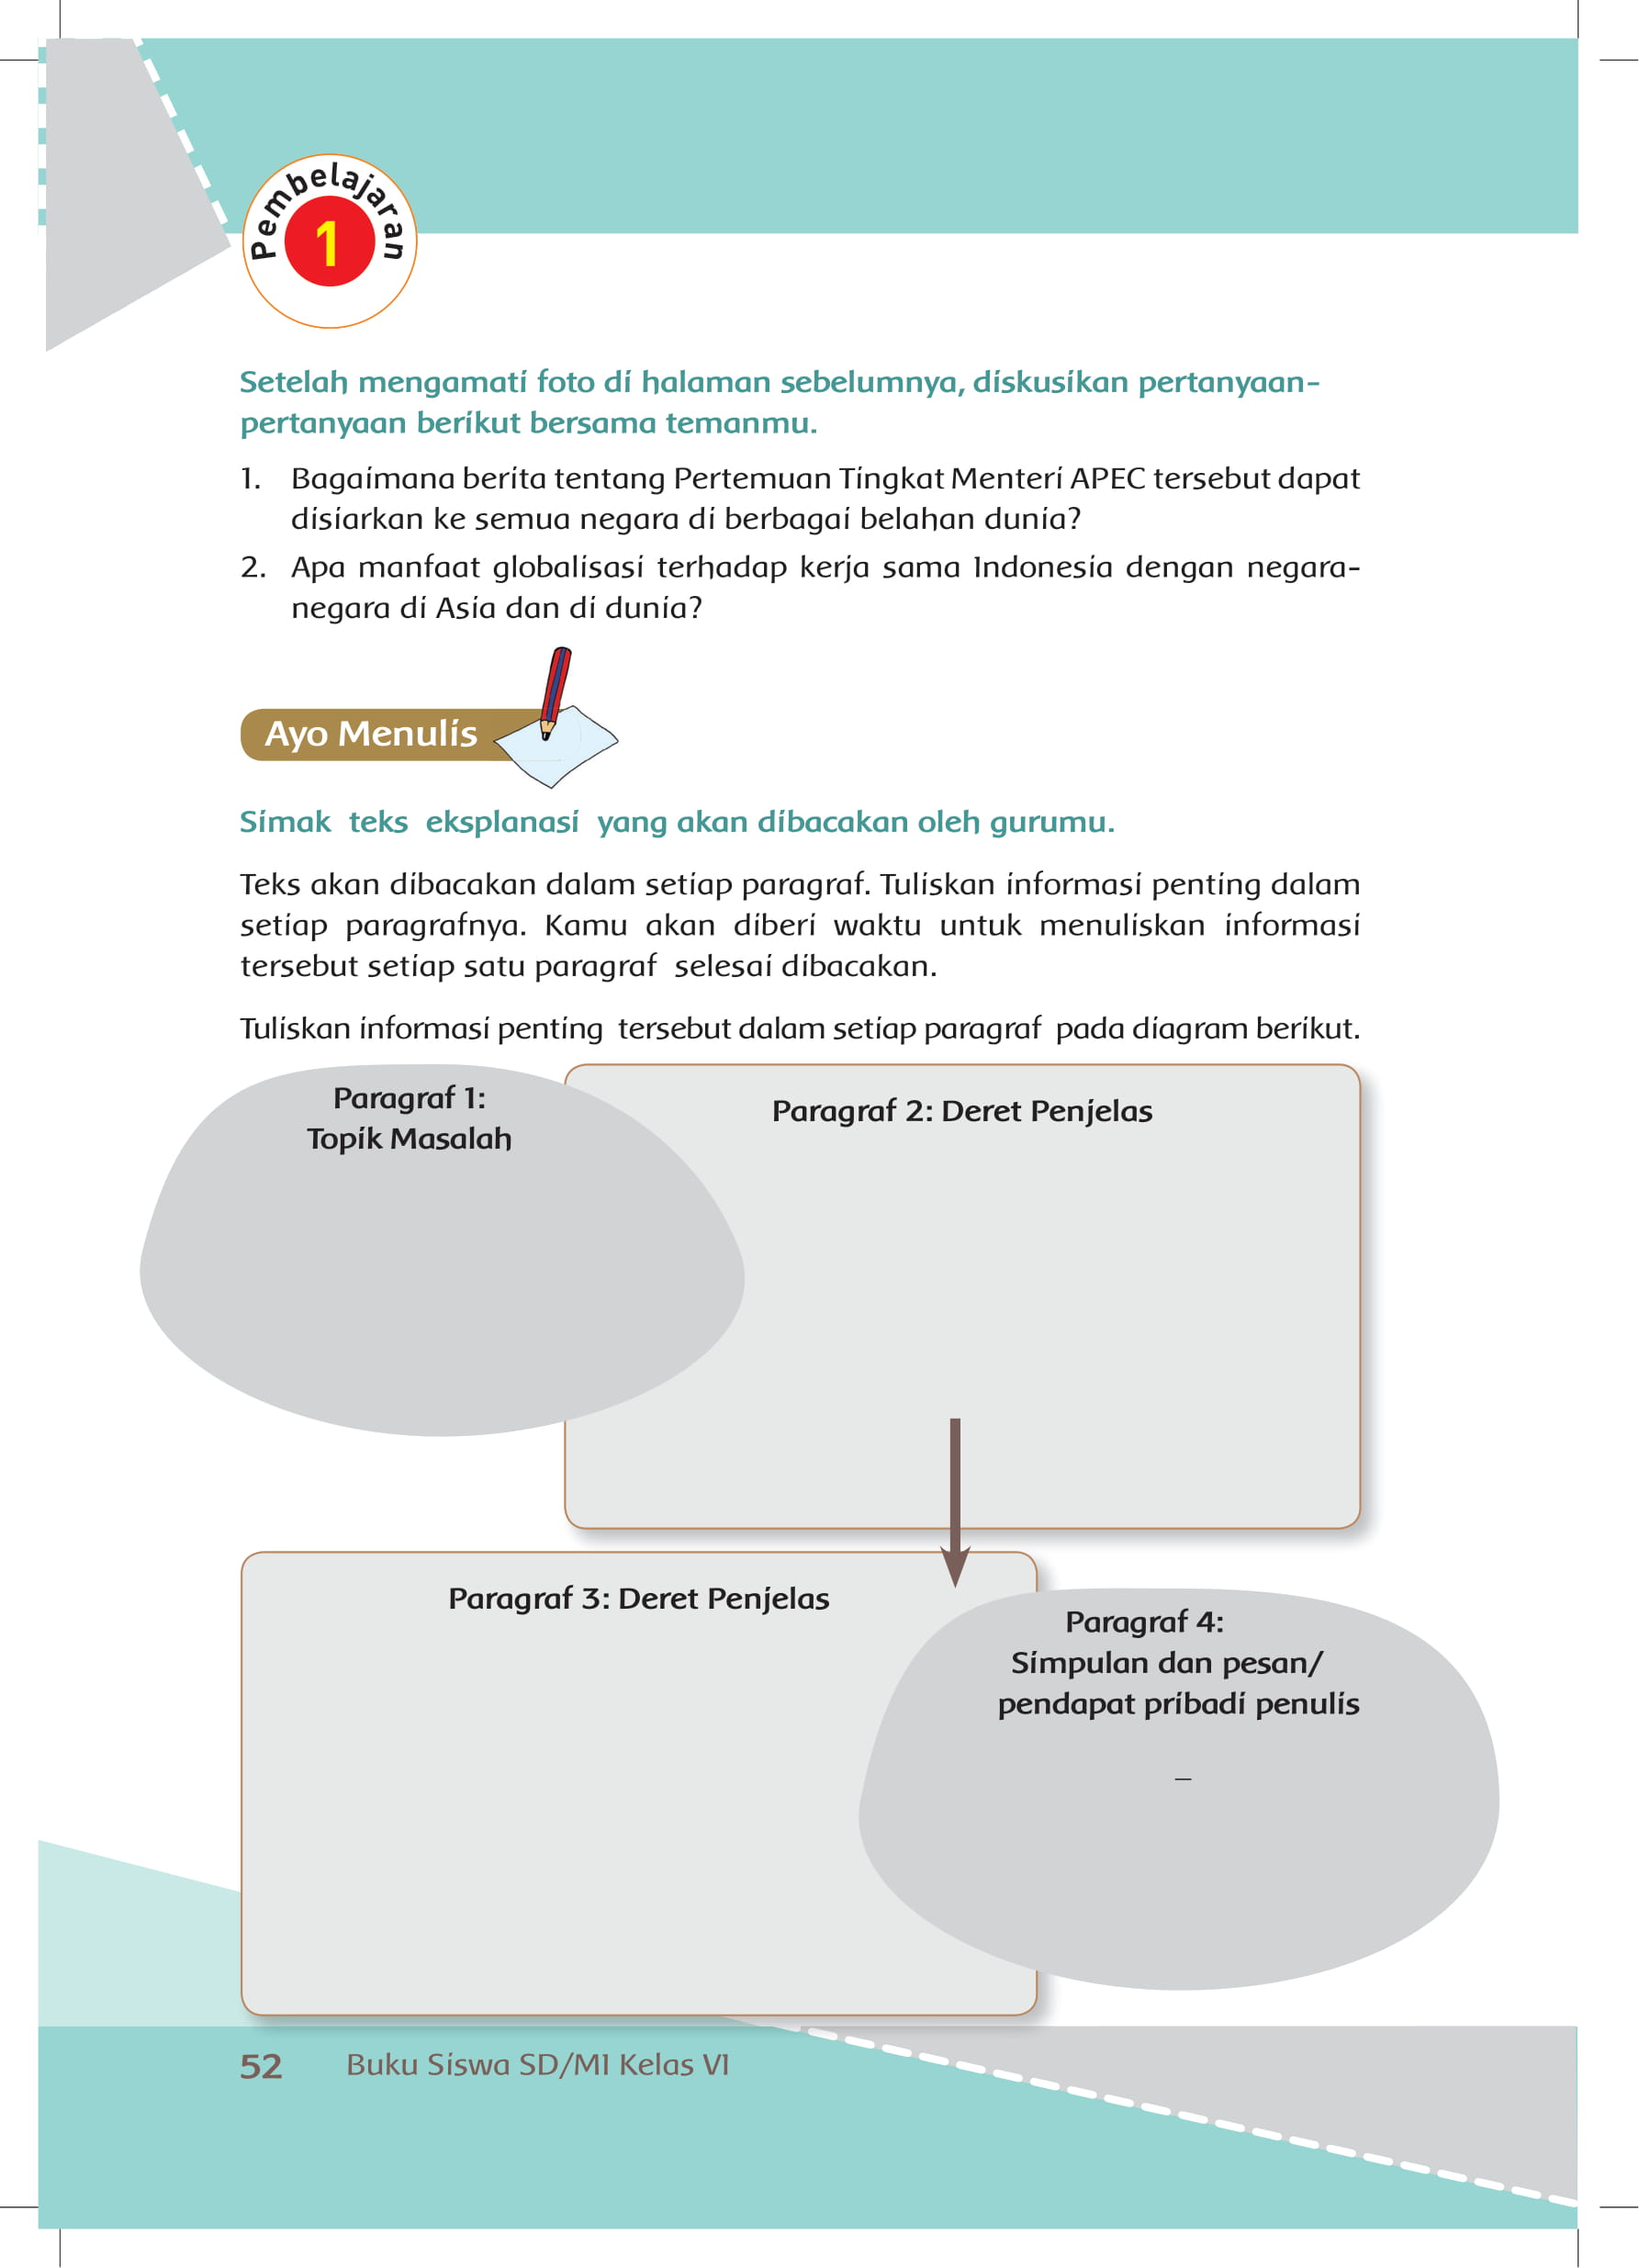 Pembelajaran
1
Setelah mengamati foto di halaman sebelumnya, diskusikan pertanyaan-
pertanyaan berikut bersama temanmu.
1. Bagaimana berita tentang Pertemuan Tingkat Menteri APEC tersebut dapat
disiarkan ke semua negara di berbagai belahan dunia?
2. Apa manfaat globalisasi terhadap kerja sama Indonesia dengan negara-
negara di Asia dan di dunia?
Ayo Menulis
Simak teks eksplanasi yang akan dibacakan oleh gurumu.
Teks akan dibacakan dalam setiap paragraf. Tuliskan informasi penting dalam
setiap paragrafnya. Kamu akan diberi waktu untuk menuliskan informasi
tersebut setiap satu paragraf selesai dibacakan.
Tuliskan informasi penting tersebut dalam setiap paragraf pada diagram berikut.
Paragraf 1:
Topik Masalah
Paragraf 2: Deret Penjelas
Paragraf 3: Deret Penjelas
Paragraf 4:
Simpulan dan pesan/
pendapat pribadi penulis
_
52 Buku Siswa SD/MI Kelas VI